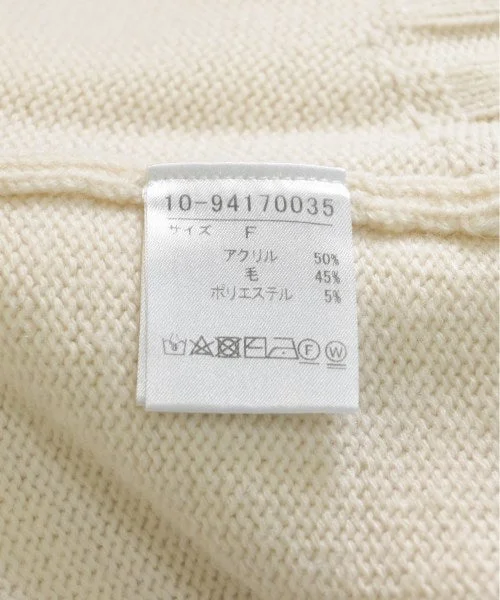 10-94170035
サイズ F
アクリル 50%
毛 45%
ポリエステル 5%
F W